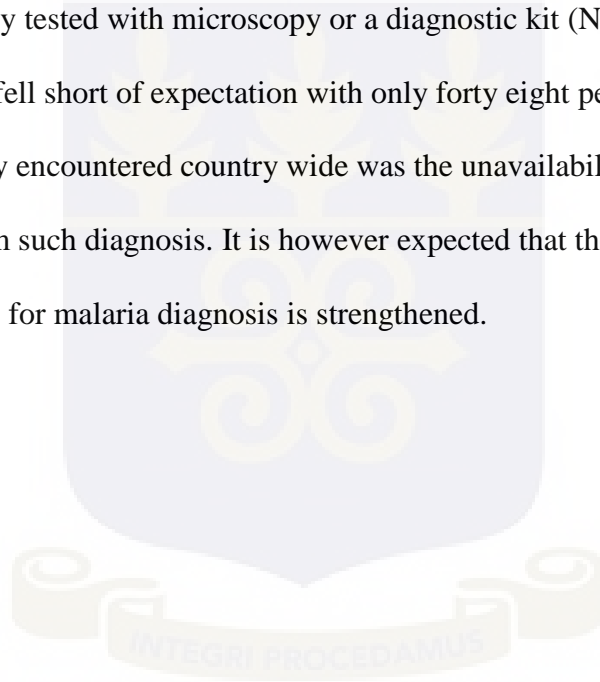 y tested with microscopy or a diagnostic kit (N
fell short of expectation with only forty eight pe
y encountered country wide was the unavailabil
n such diagnosis. It is however expected that th
for malaria diagnosis is strengthened.
INTEGRI PROCEDAMUS